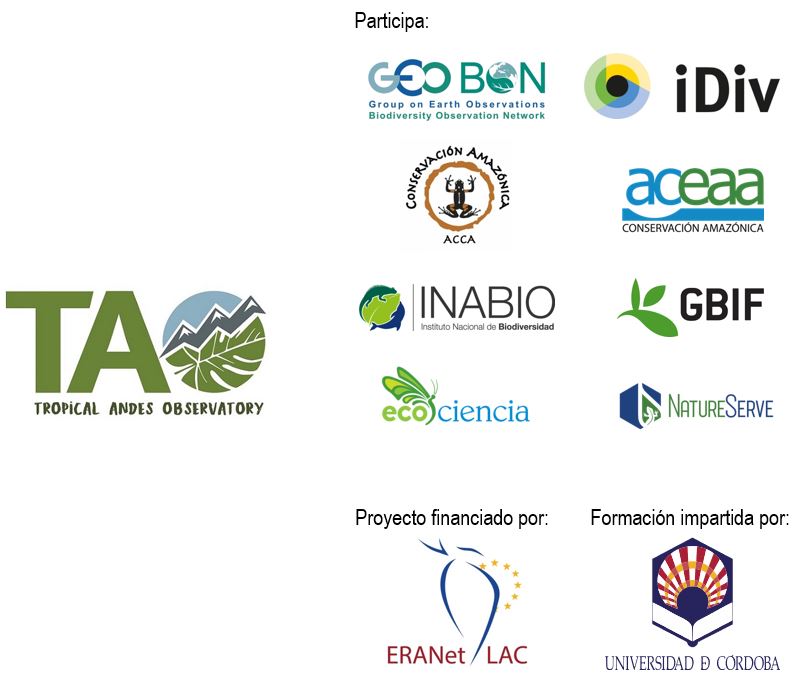 Participa:
GEO BON
Group on Earth Observations
Biodiversity Observation Network
iDiv
CONSERVACIÓN AMAZÓNICA
ACCA
aceaa
CONSERVACIÓN AMAZÓNICA
TAO
TROPICAL ANDES OBSERVATORY
INABIO
Instituto Nacional de Biodiversidad
GBIF
ecociencia
NATURESERVE
Proyecto financiado por:
Formación impartida por:
ERANet LAC
UNIVERSIDAD D CÓRDOBA